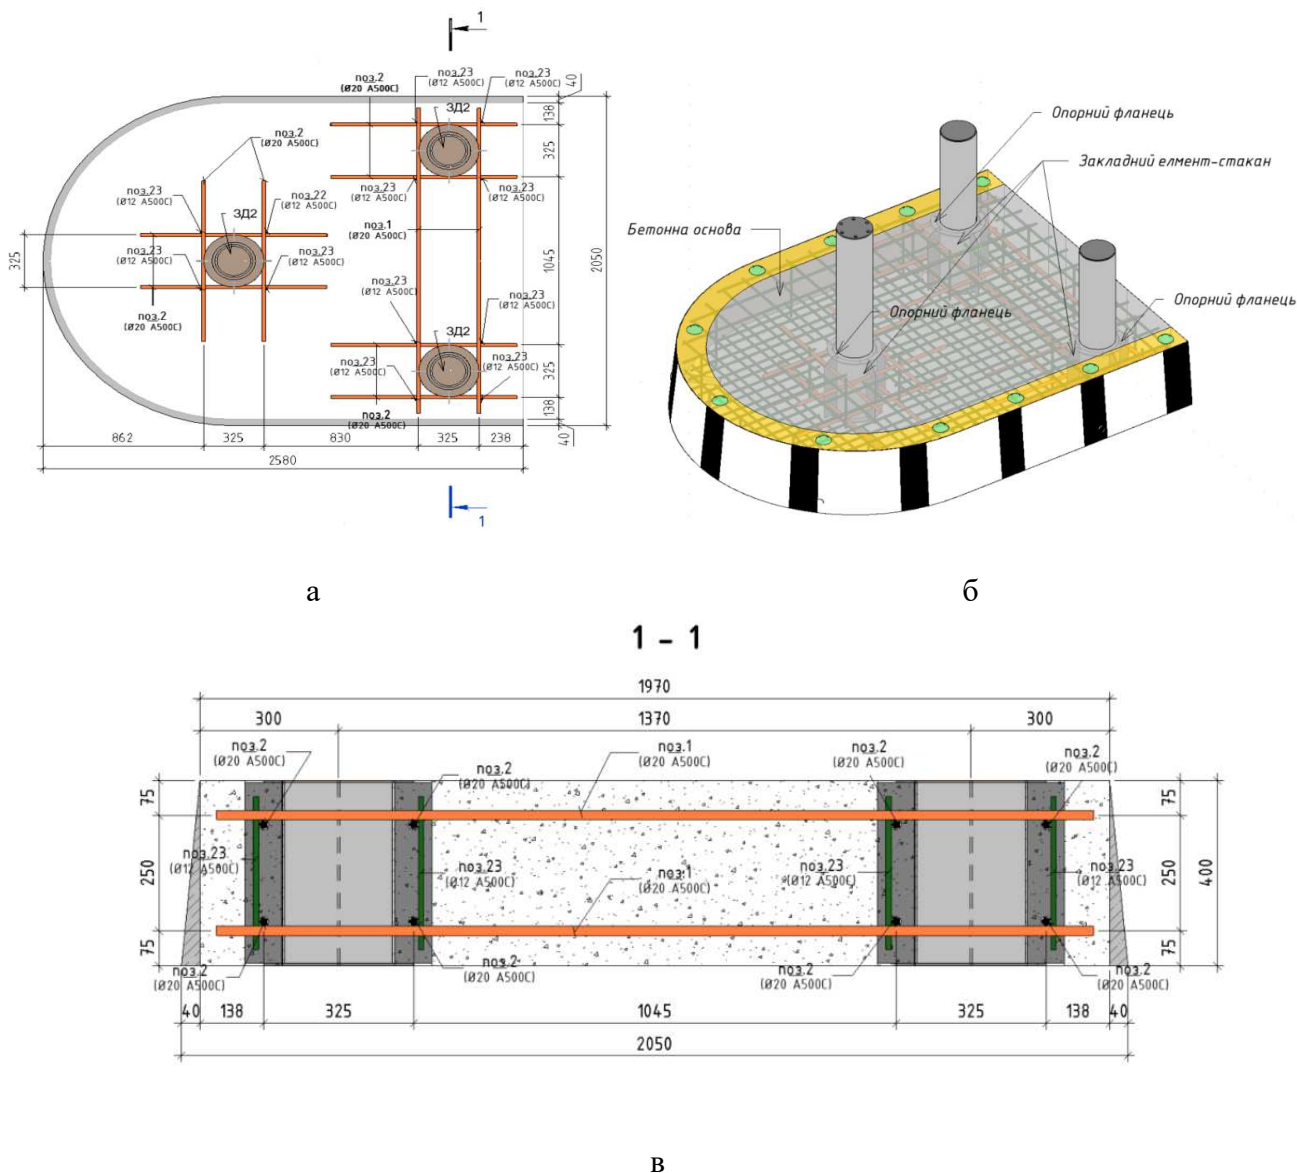 1
поз.23
(Ø12 А500С)
поз.23
(Ø12 А500С)
поз.2
(Ø20 А500С)
40
138
ЗД2
поз.2
(Ø20 А500С)
325
поз.23
(Ø12 А500С)
поз.23
(Ø12 А500С)
поз.23
(Ø12 А500С)
поз.22
(Ø12 А500С)
ЗД2
поз.1
(Ø20 А500С)
325
поз.23
(Ø12 А500С)
поз.23
(Ø12 А500С)
1045
2050
поз.23
(Ø12 А500С)
поз.23
(Ø12 А500С)
поз.2
(Ø20 А500С)
ЗД2
поз.23
(Ø12 А500С)
поз.23
(Ø12 А500С)
325
поз.2
(Ø20 А500С)
138
40
862
325
830
325
238
2580
1
Опорний фланець
Закладний елмент-стакан
Бетонна основа
Опорний фланець
Опорний фланець
а
б
1 – 1
1970
300
1370
300
поз.2
(Ø20 А500С)
поз.2
(Ø20 А500С)
поз.1
(Ø20 А500С)
поз.2
(Ø20 А500С)
поз.2
(Ø20 А500С)
75
75
поз.23
(Ø12 А500С)
поз.23
(Ø12 А500С)
поз.1
(Ø20 А500С)
поз.23
(Ø12 А500С)
поз.23
(Ø12 А500С)
250
250
400
75
75
поз.2
(Ø20 А500С)
поз.2
(Ø20 А500С)
поз.2
(Ø20 А500С)
поз.2
(Ø20 А500С)
40
138
325
1045
325
138
40
2050
в